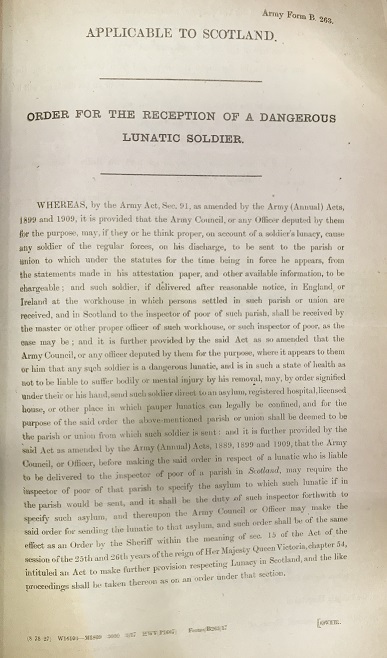 Army Form B. 263.
APPLICABLE TO SCOTLAND.
ORDER FOR THE RECEPTION OF A DANGEROUS
LUNATIC SOLDIER.
WHEREAS, by the Army Act, Sec. 91, as amended by the Army (Annual) Acts,
1899 and 1909, it is provided that the Army Council, or any Officer deputed by them
for the purpose, may, if they or he think proper, on account of a soldier's lunacy, cause
any soldier of the regular forces, on his discharge, to be sent to the parish or
union to which under the statutes for the time being in force he appears, from
the statements made in his attestation paper, and other available information, to be
chargeable; and such soldier, if delivered after reasonable notice, in England, or
Ireland at the workhouse in which persons settled in such parish or union are
received, and in Scotland to the inspector of poor of such parish, shall be received by
the master or other proper officer of such workhouse, or such inspector of poor, as the
case may be; and it is further provided by the said Act as so amended that the
Army Council, or any officer deputed by them for the purpose, where it appears to them
or him that any such soldier is a dangerous lunatic, and is in such a state of health as
not to be liable to suffer bodily or mental injury by his removal, may, by order signed
under their or his hand, send such soldier direct to an asylum, registered hospital, licensed
house, or other place in which pauper lunatics can legally be confined, and for the
purpose of the said order the above-mentioned parish or union shall be deemed to be
the parish or union from which such soldier is sent: and it is further provided by the
said Act as amended by the Army (Annual) Acts, 1889, 1899 and 1909, that the Army
Council, or Officer, before making the said order in respect of a lunatic who is liable
to be delivered to the inspector of poor of a parish in Scotland, may require the
inspector of poor of that parish to specify the asylum to which such lunatic if in
the parish would be sent, and it shall be the duty of such inspector forthwith to
specify such asylum, and thereupon the Army Council or Officer may make the
said order for sending the lunatic to that asylum, and such order shall be of the same
effect as an Order by the Sheriff within the meaning of sec. 15 of the Act of the
session of the 25th and 26th years of the reign of Her Majesty Queen Victoria, chapter 54,
intituled an Act to make further provision respecting Lunacy in Scotland, and the like
proceedings shall be taken thereon as on an order under that section.
[OVER.